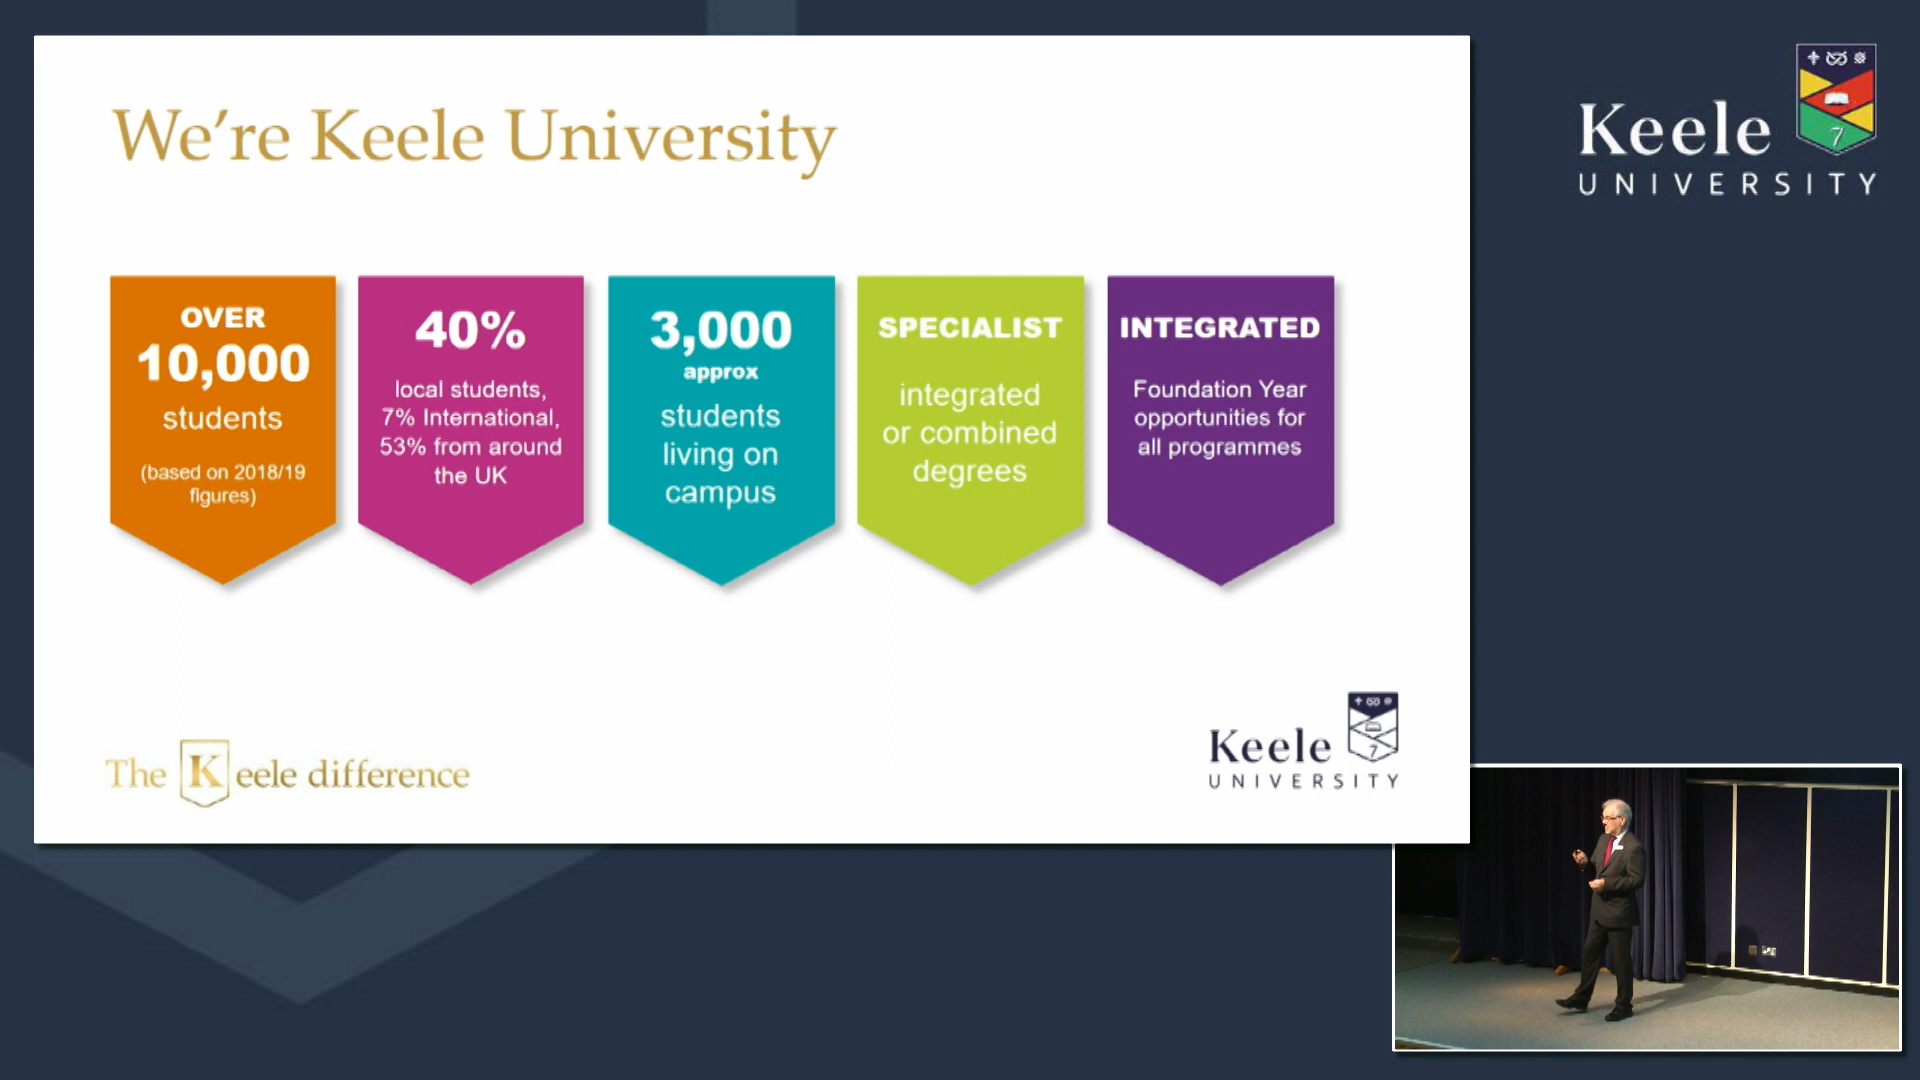 We're Keele University
OVER
10,000
students
(based on 2018/19
figures)
40%
local students,
7% International,
53% from around
the UK
3,000
approx
students
living on
campus
SPECIALIST
integrated
or combined
degrees
INTEGRATED
Foundation Year
opportunities for
all programmes
The Keele difference
Keele
UNIVERSITY
7
Keele
UNIVERSITY
7